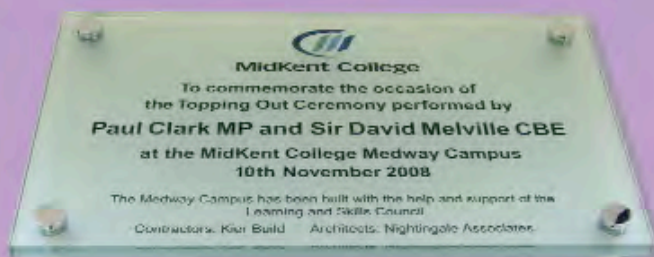 MidKent College
To commemorate the occasion of
the Topping Out Ceremony performed by
Paul Clark MP and Sir David Melville CBE
at the MidKent College Medway Campus
10th November 2008
The Medway Campus has been built with the help and support of the
Learning and Skills Council
Contractors: Kier Build Architects: Nightingale Associates